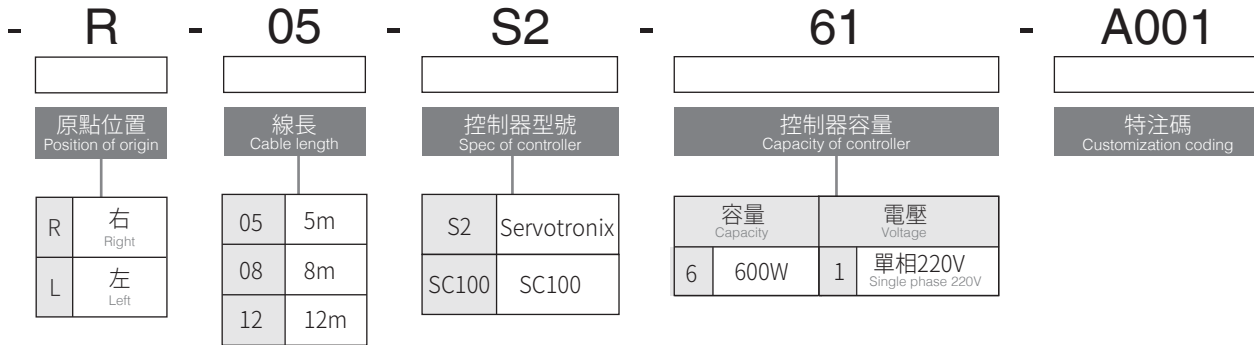 - R - 05 - S2 - 61 - A001
原點位置
Position of origin
線長
Cable length
控制器型號
Spec of controller
控制器容量
Capacity of controller
特注碼
Customization coding
R 右
Right
L 左
Left
05 5m
08 8m
12 12m
S2 Servotronix
SC100 SC100
容量
Capacity
電壓
Voltage
6 600W
1 單相220V
Single phase 220V